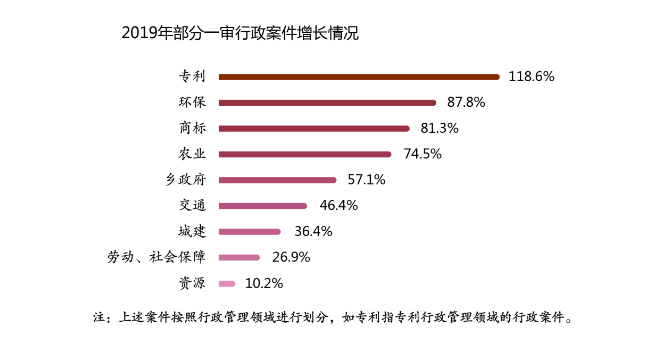 2019年部分一审行政案件增长情况
专利 118.6%
环保 87.8%
商标 81.3%
农业 74.5%
乡政府 57.1%
交通 46.4%
城建 36.4%
劳动、社会保障 26.9%
资源 10.2%
注：上述案件按照行政管理领域进行划分，如专利指专利行政管理领域的行政案件。